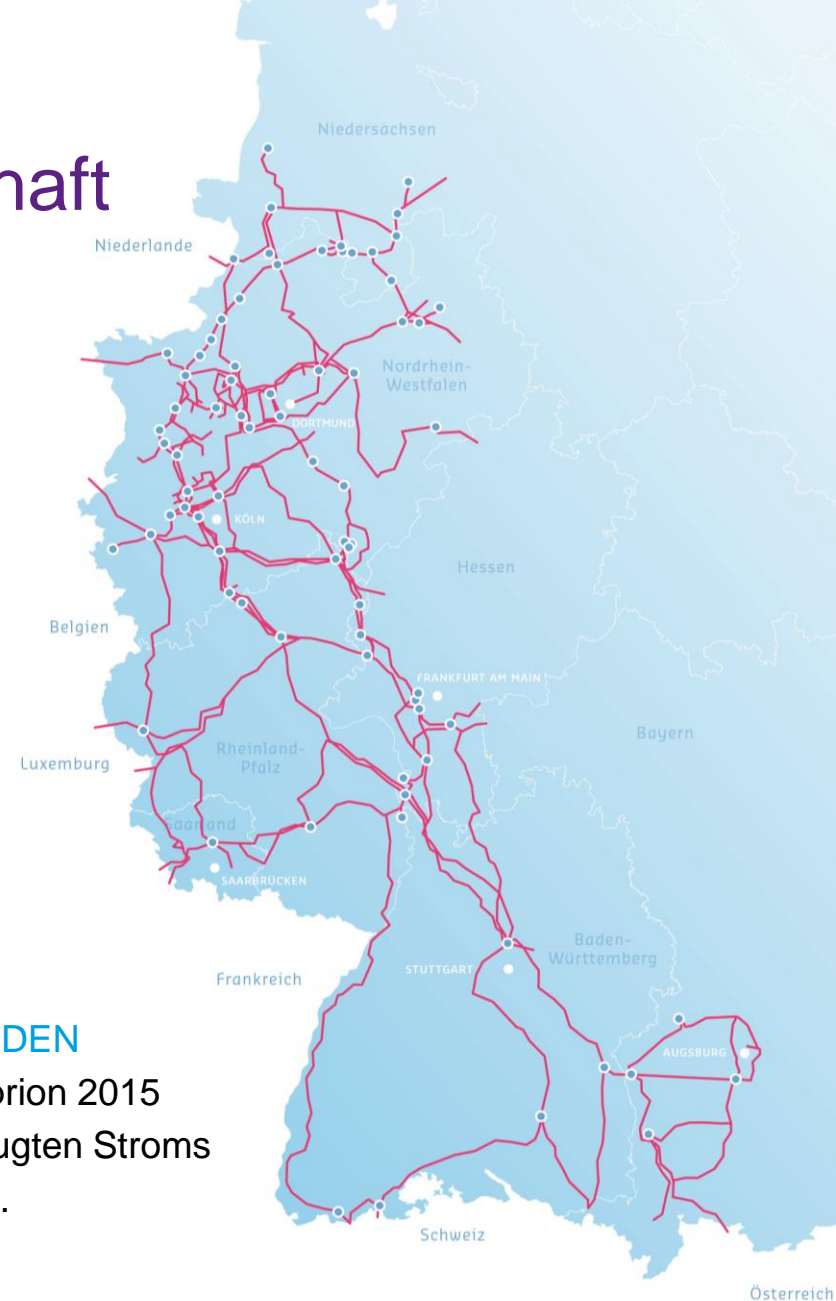 Niedersachsen
haft
Niederlande
Nordrhein-
Westfalen
DORTMUND
KÖLN
Hessen
Belgien
FRANKFURT AM MAIN
Bayern
Luxemburg
Rheinland-
Pfalz
Saarland
SAARBRÜCKEN
Baden-
Württemberg
STUTTGART
Frankreich
DEN
AUGSBURG
orion 2015
ugten Stroms
.
Schweiz
Österreich